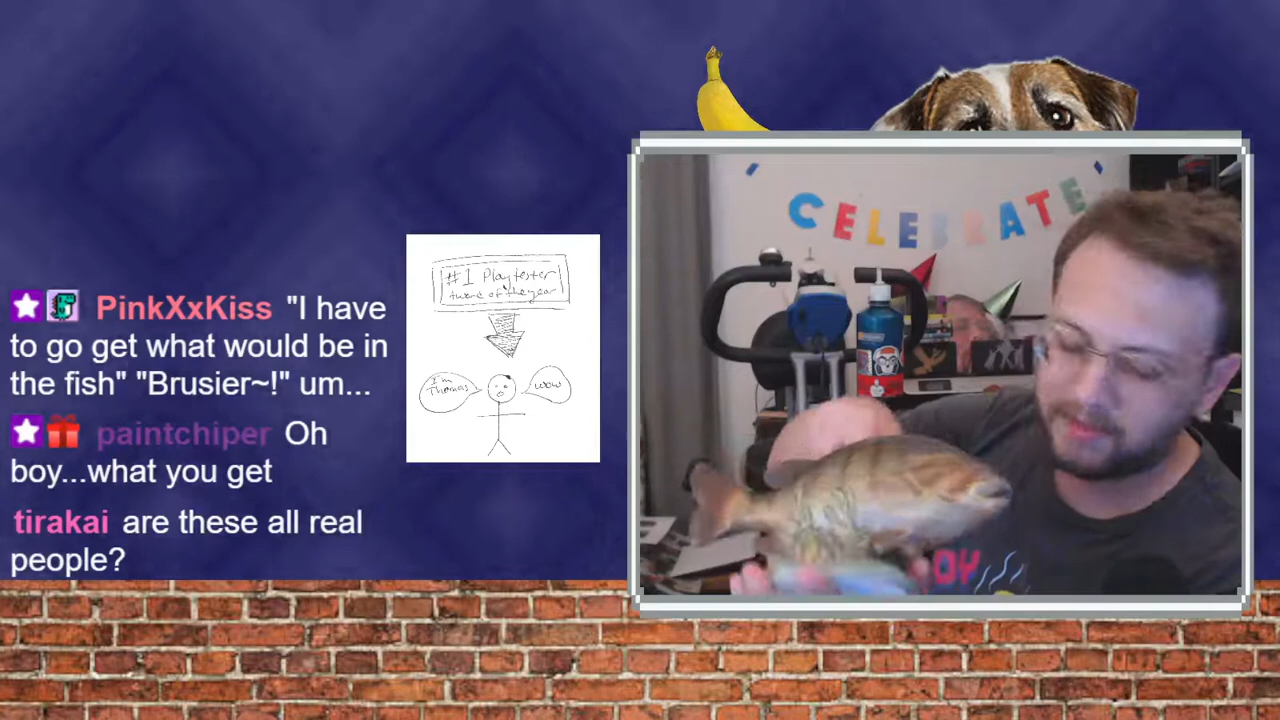 PinkXxKiss "I have
to go get what would be in
the fish" "Brusier~!" um...
paintchiper Oh
boy...what you get
tirakai are these all real
people?
#1 Playtester
twore of the year
I'm
Thomas
wow
CELEBRATE